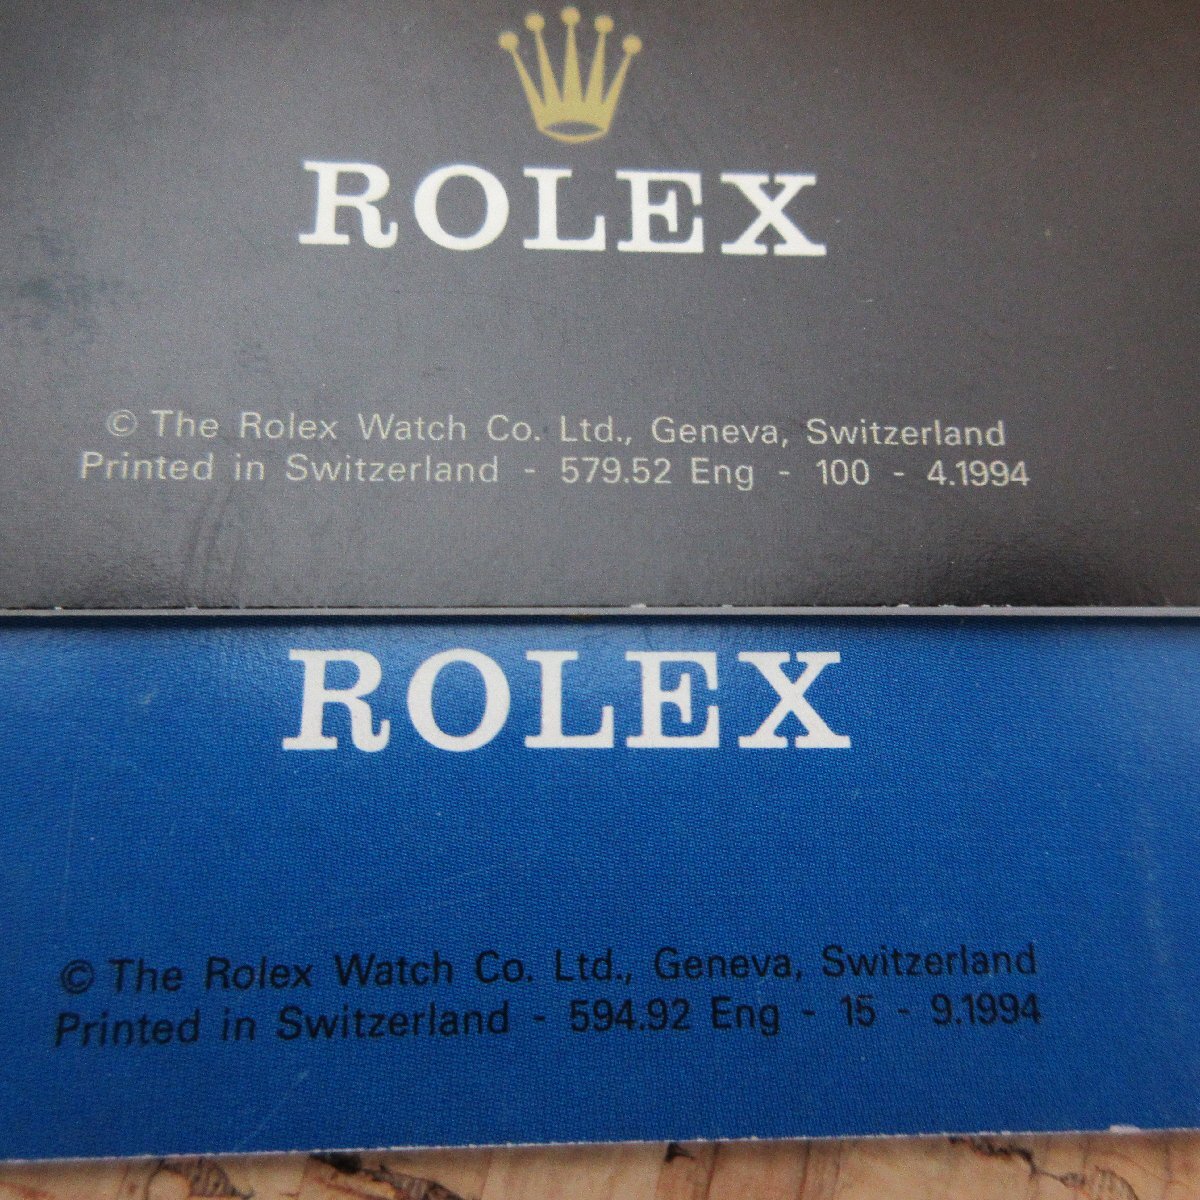 ROLEX
© The Rolex Watch Co. Ltd., Geneva, Switzerland
Printed in Switzerland - 579.52 Eng - 100 - 4.1994
ROLEX
© The Rolex Watch Co. Ltd., Geneva, Switzerland
Printed in Switzerland - 594.92 Eng - 15 - 9.1994